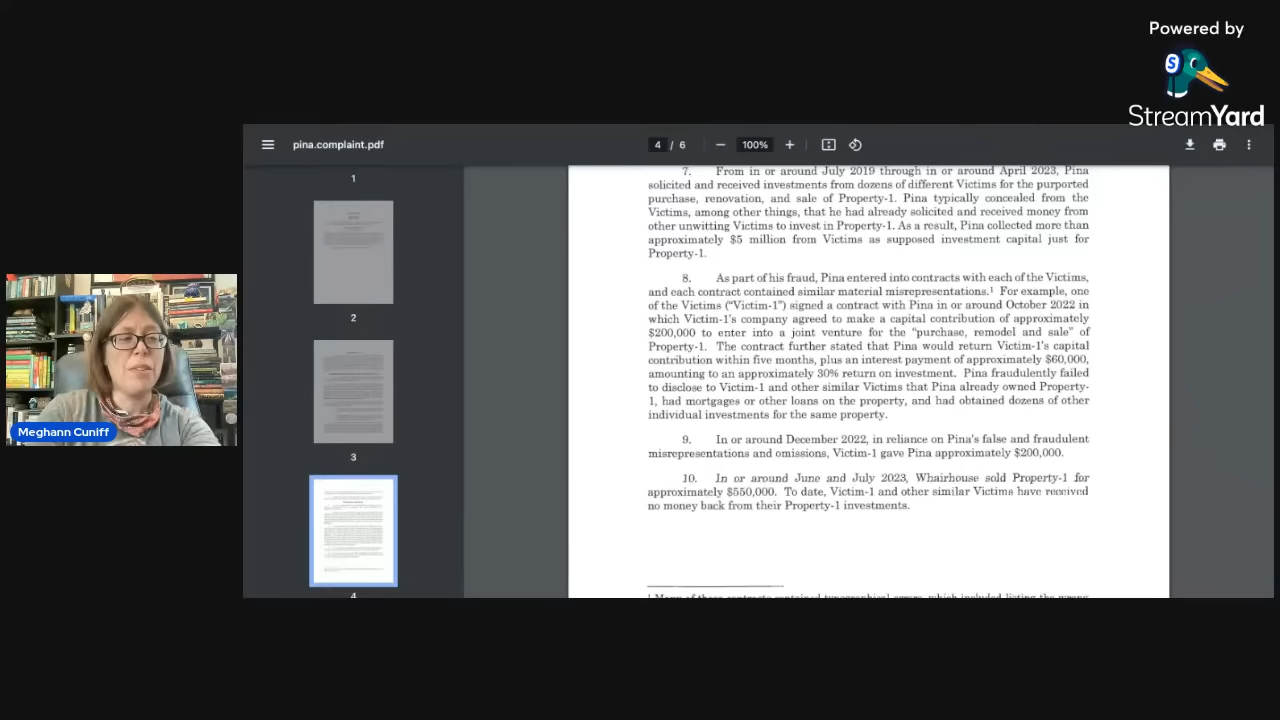 Powered by
S
StreamYard
pina.complaint.pdf
4 / 6
100%
1
2
3
4
7. From in or around July 2019 through in or around April 2023, Pina
solicited and received investments from dozens of different Victims for the purported
purchase, renovation, and sale of Property-1. Pina typically concealed from the
Victims, among other things, that he had already solicited and received money from
other unwitting Victims to invest in Property-1. As a result, Pina collected more than
approximately $5 million from Victims as supposed investment capital just for
Property-1.
8. As part of his fraud, Pina entered into contracts with each of the Victims,
and each contract contained similar material misrepresentations.¹ For example, one
of the Victims (“Victim-1”) signed a contract with Pina in or around October 2022 in
which Victim-1’s company agreed to make a capital contribution of approximately
$200,000 to enter into a joint venture for the “purchase, remodel and sale” of
Property-1. The contract further stated that Pina would return Victim-1’s capital
contribution within five months, plus an interest payment of approximately $60,000,
amounting to an approximately 30% return on investment. Pina fraudulently failed
to disclose to Victim-1 and other similar Victims that Pina already owned Property-
1, had mortgages or other loans on the property, and had obtained dozens of other
individual investments for the same property.
9. In or around December 2022, in reliance on Pina’s false and fraudulent
misrepresentations and omissions, Victim-1 gave Pina approximately $200,000.
10. In or around June and July 2023, Whairhouse sold Property-1 for
approximately $550,000. To date, Victim-1 and other similar Victims have received
no money back from their Property-1 investments.
¹ Many of these contracts contained typographical errors, which included listing the wrong
Meghann Cuniff